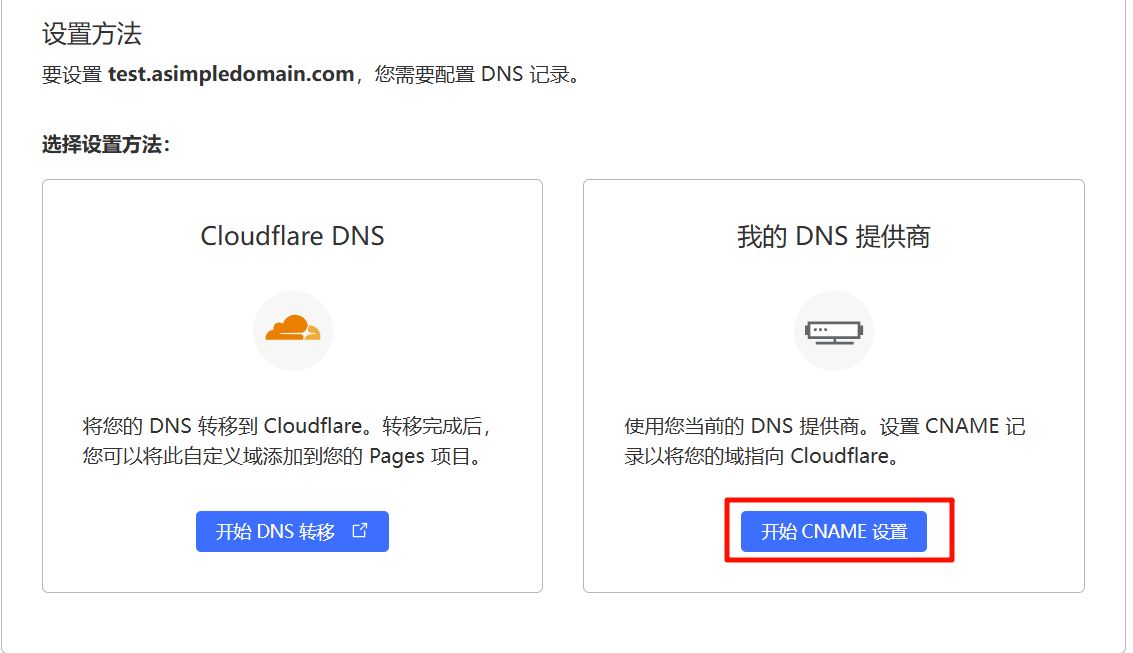 设置方法
要设置 test.asimpledomain.com，您需要配置 DNS 记录。
选择设置方法：
Cloudflare DNS
将您的 DNS 转移到 Cloudflare。转移完成后，
您可以将此自定义域添加到您的 Pages 项目。
开始 DNS 转移
我的 DNS 提供商
使用您当前的 DNS 提供商。设置 CNAME 记
录以将您的域指向 Cloudflare。
开始 CNAME 设置